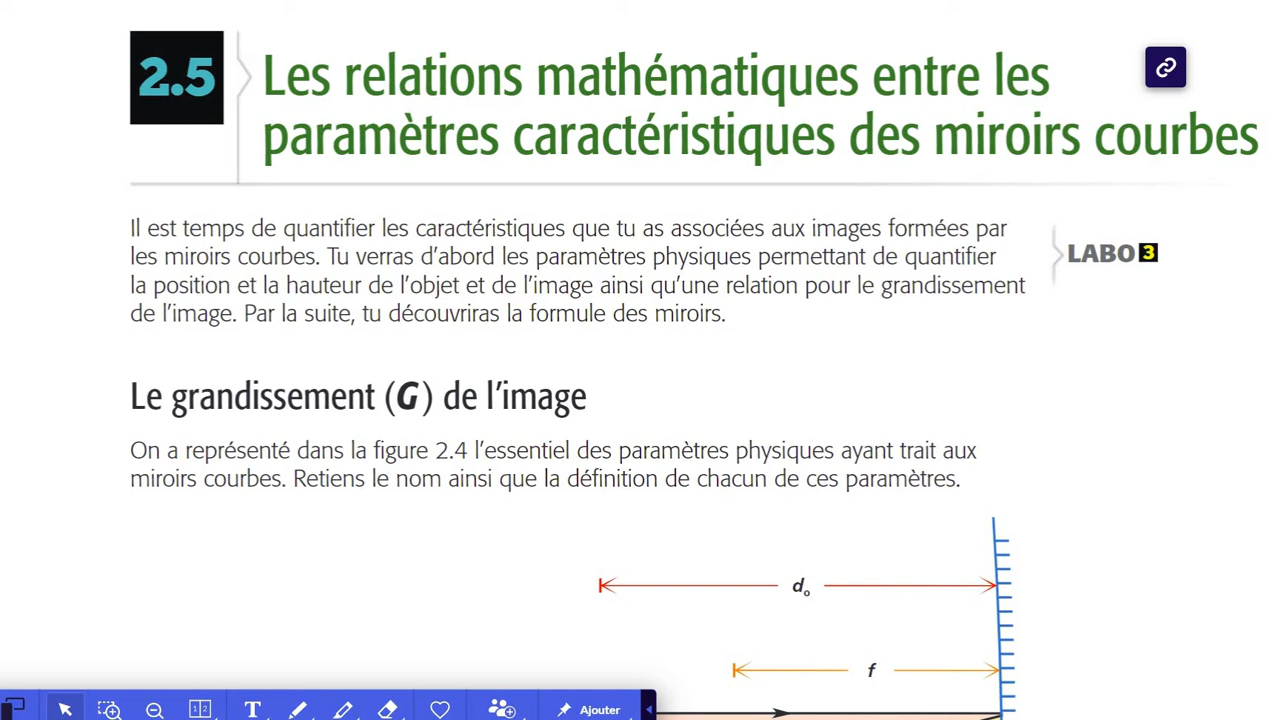 2.5
Les relations mathématiques entre les
paramètres caractéristiques des miroirs courbes
Il est temps de quantifier les caractéristiques que tu as associées aux images formées par
les miroirs courbes. Tu verras d’abord les paramètres physiques permettant de quantifier
la position et la hauteur de l’objet et de l’image ainsi qu’une relation pour le grandissement
de l’image. Par la suite, tu découvriras la formule des miroirs.
LABO 3
Le grandissement (G) de l’image
On a représenté dans la figure 2.4 l’essentiel des paramètres physiques ayant trait aux
miroirs courbes. Retiens le nom ainsi que la définition de chacun de ces paramètres.
do
f
1 2
T
Ajouter